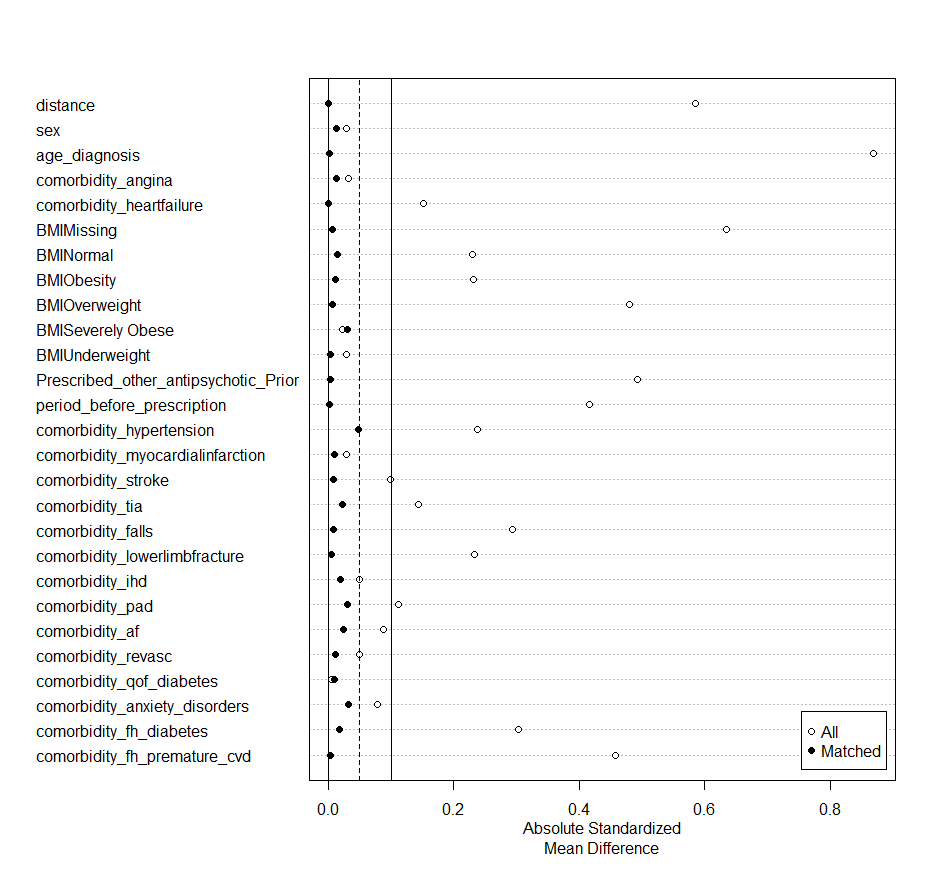 distance
sex
age_diagnosis
comorbidity_angina
comorbidity_heartfailure
BMIMissing
BMINormal
BMIObesity
BMIOverweight
BMISeverely Obese
BMIUnderweight
Prescribed_other_antipsychotic_Prior
period_before_prescription
comorbidity_hypertension
comorbidity_myocardialinfarction
comorbidity_stroke
comorbidity_tia
comorbidity_falls
comorbidity_lowerlimbfracture
comorbidity_ihd
comorbidity_pad
comorbidity_af
comorbidity_revasc
comorbidity_qof_diabetes
comorbidity_anxiety_disorders
comorbidity_fh_diabetes
comorbidity_fh_premature_cvd
All
Matched
0.0 0.2 0.4 0.6 0.8
Absolute Standardized
Mean Difference